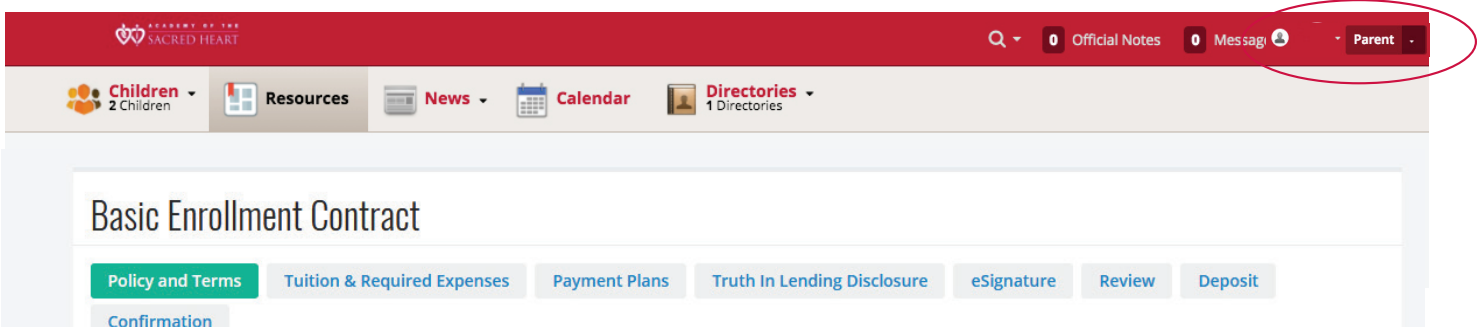 ACADEMY OF THE
SACRED HEART
0 Official Notes 0 Messag Parent
Children
2 Children
Resources
News
Calendar
Directories
1 Directories
Basic Enrollment Contract
Policy and Terms Tuition & Required Expenses Payment Plans Truth In Lending Disclosure eSignature Review Deposit
Confirmation